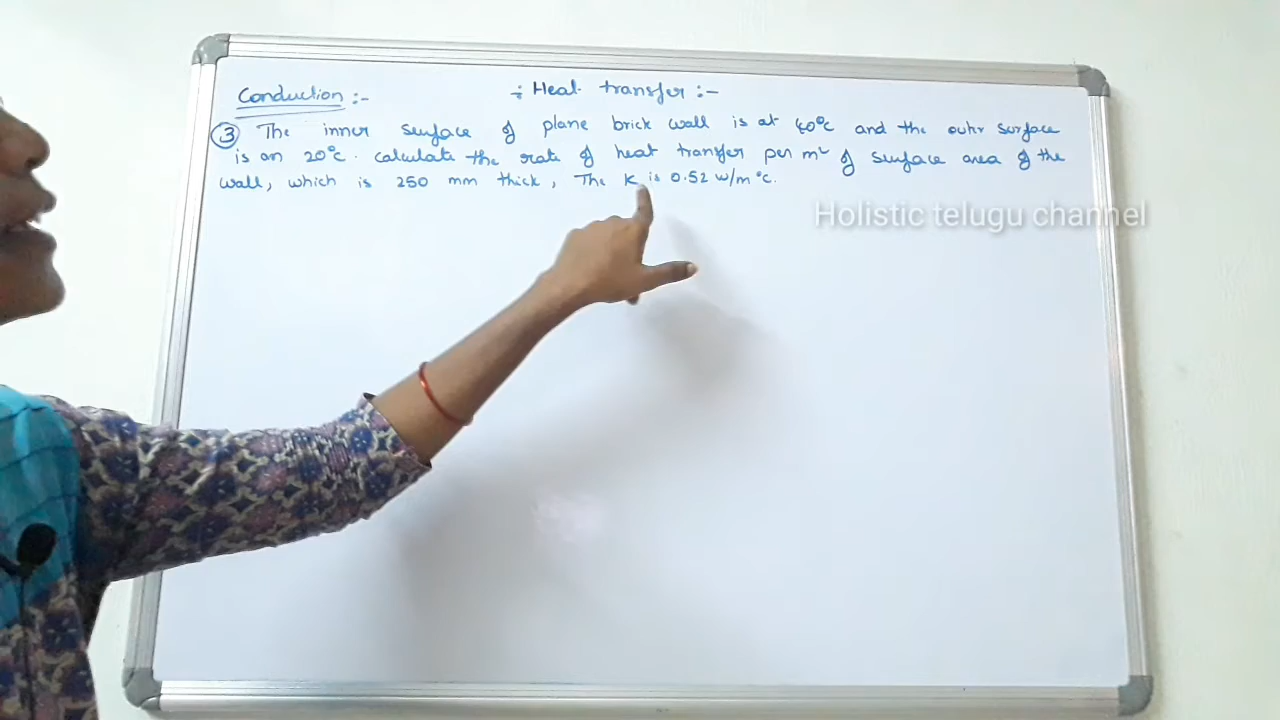 Conduction :-
÷ Heat transfer :-
③ The inner surface of plane brick wall is at 60°c and the outer surface
is an 20°c. calculate the rate of heat transfer per m² of surface area of the
wall, which is 250 mm thick, The K is 0.52 w/m°c.
Holistic telugu channel